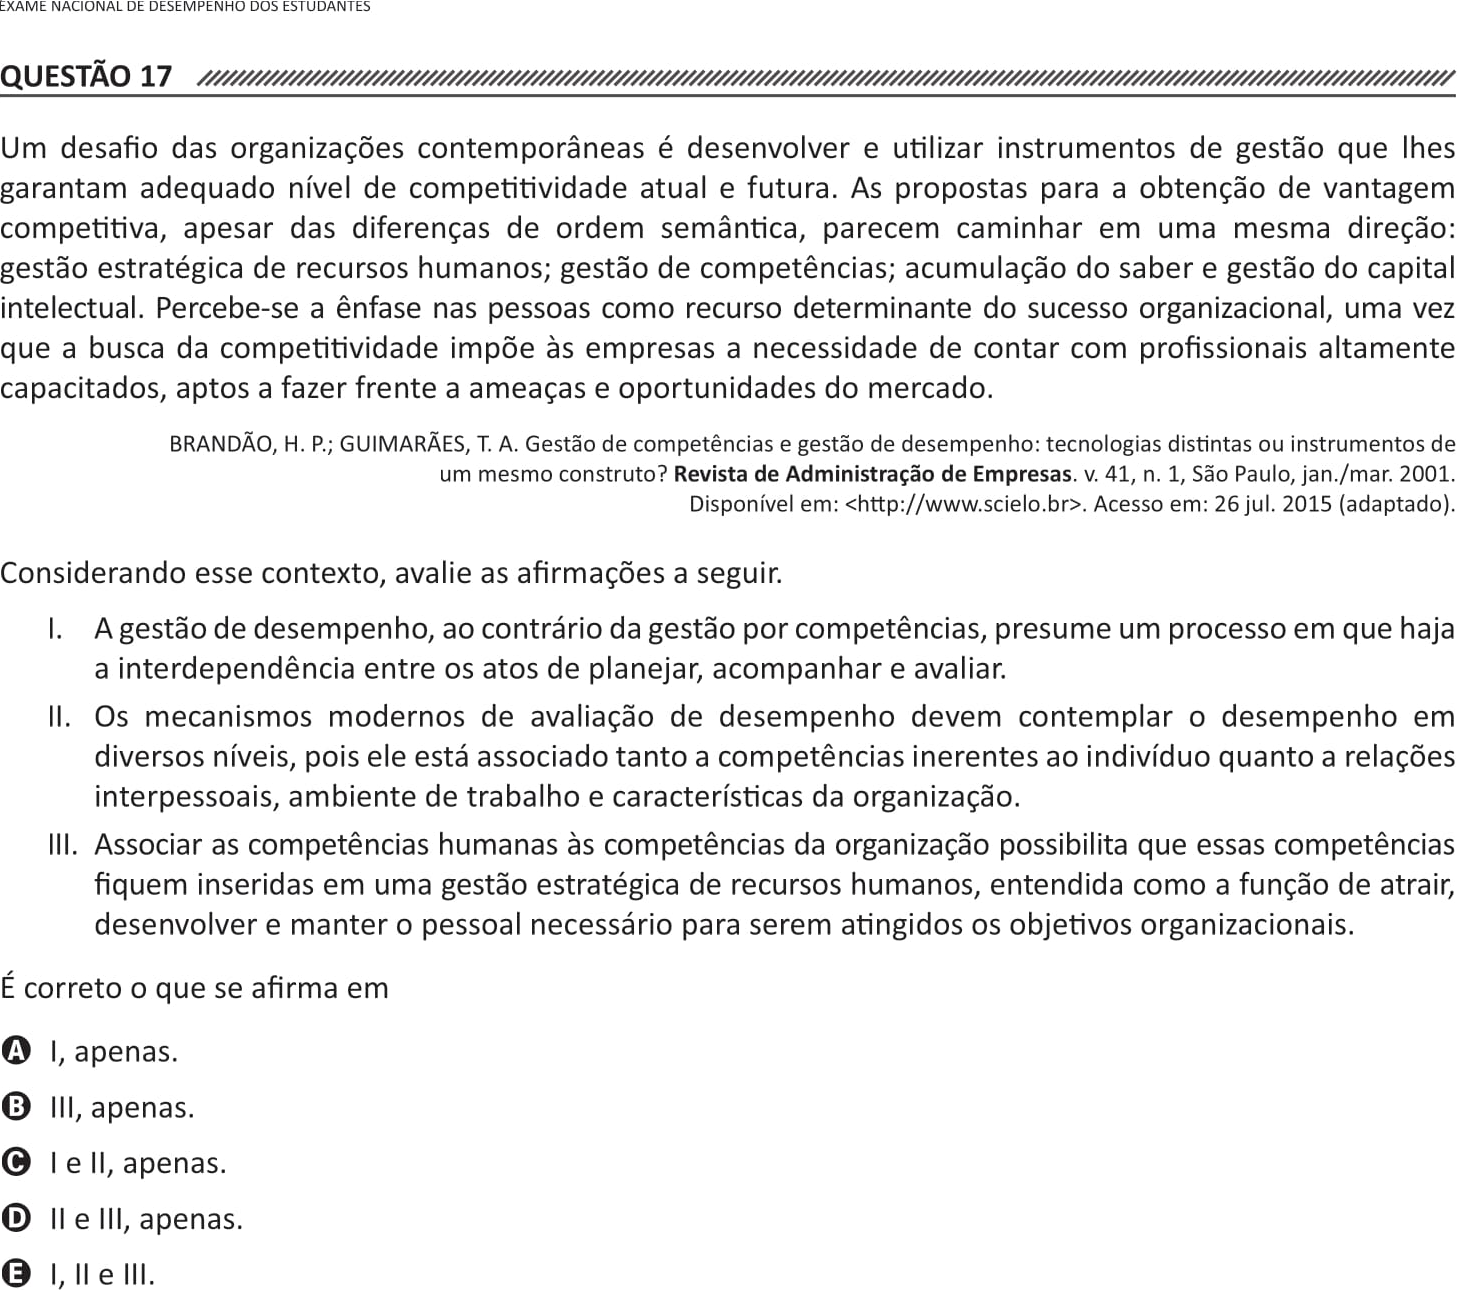 EXAME NACIONAL DE DESEMPENHO DOS ESTUDANTES
QUESTÃO 17
Um desafio das organizações contemporâneas é desenvolver e utilizar instrumentos de gestão que lhes
garantam adequado nível de competitividade atual e futura. As propostas para a obtenção de vantagem
competitiva, apesar das diferenças de ordem semântica, parecem caminhar em uma mesma direção:
gestão estratégica de recursos humanos; gestão de competências; acumulação do saber e gestão do capital
intelectual. Percebe-se a ênfase nas pessoas como recurso determinante do sucesso organizacional, uma vez
que a busca da competitividade impõe às empresas a necessidade de contar com profissionais altamente
capacitados, aptos a fazer frente a ameaças e oportunidades do mercado.
BRANDÃO, H. P.; GUIMARÃES, T. A. Gestão de competências e gestão de desempenho: tecnologias distintas ou instrumentos de
um mesmo construto? Revista de Administração de Empresas. v. 41, n. 1, São Paulo, jan./mar. 2001.
Disponível em: <http://www.scielo.br>. Acesso em: 26 jul. 2015 (adaptado).
Considerando esse contexto, avalie as afirmações a seguir.
I. A gestão de desempenho, ao contrário da gestão por competências, presume um processo em que haja
a interdependência entre os atos de planejar, acompanhar e avaliar.
II. Os mecanismos modernos de avaliação de desempenho devem contemplar o desempenho em
diversos níveis, pois ele está associado tanto a competências inerentes ao indivíduo quanto a relações
interpessoais, ambiente de trabalho e características da organização.
III. Associar as competências humanas às competências da organização possibilita que essas competências
fiquem inseridas em uma gestão estratégica de recursos humanos, entendida como a função de atrair,
desenvolver e manter o pessoal necessário para serem atingidos os objetivos organizacionais.
É correto o que se afirma em
A I, apenas.
B III, apenas.
C I e II, apenas.
D II e III, apenas.
E I, II e III.